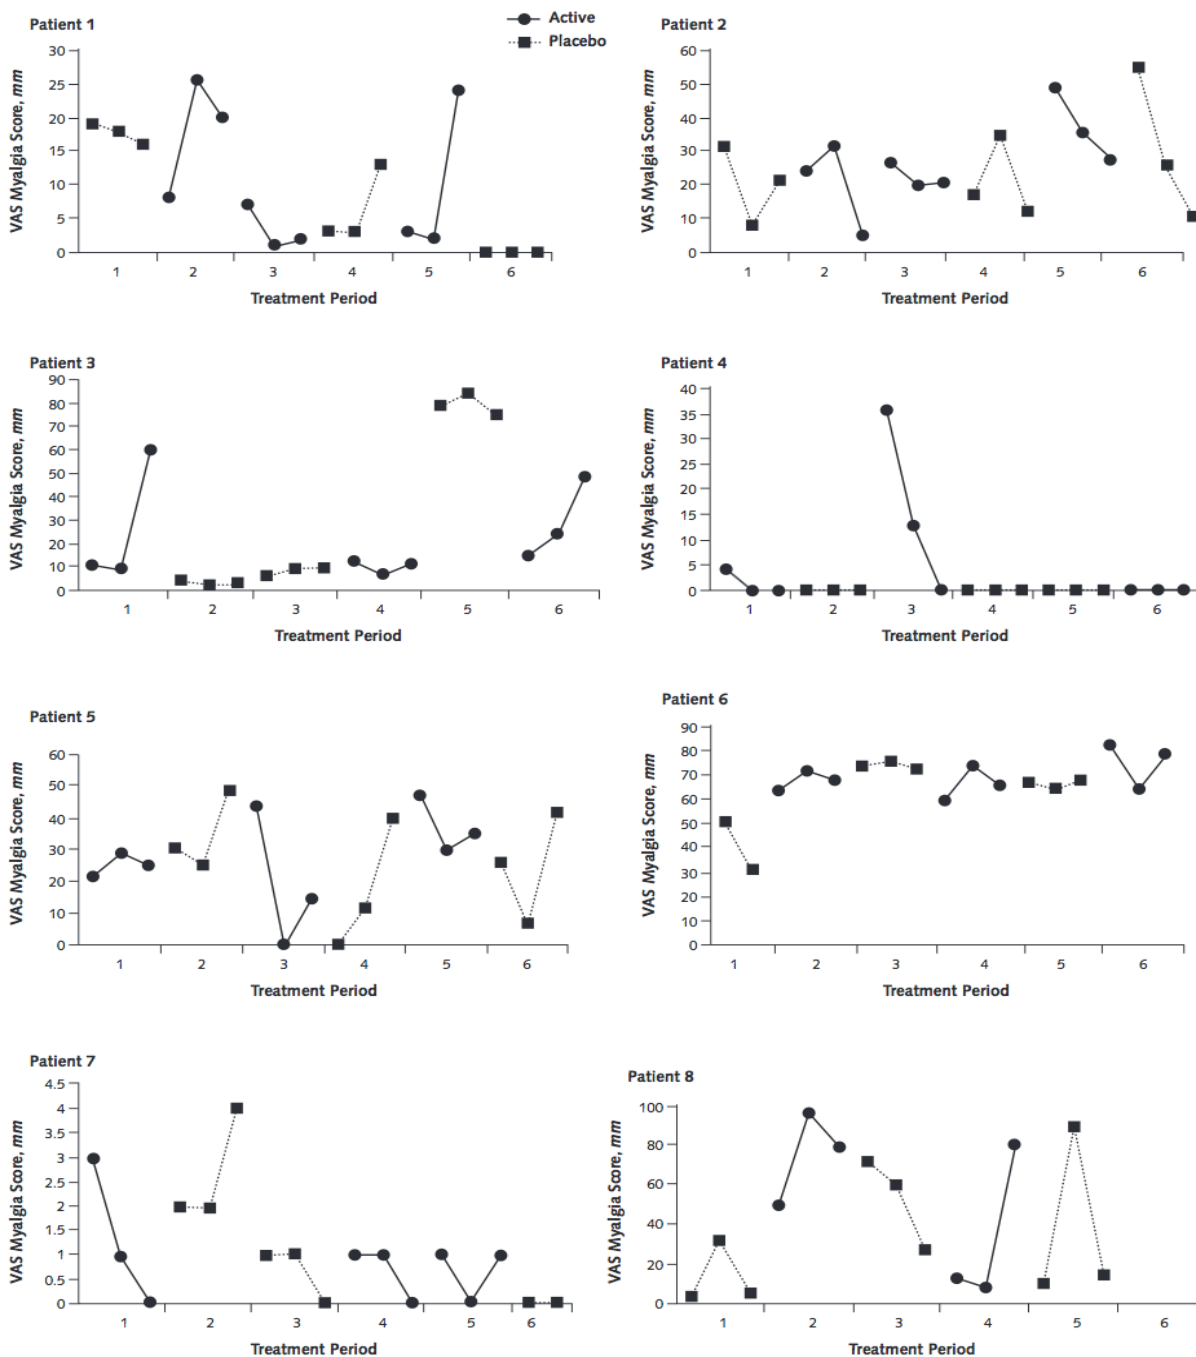 Patient 1
Active
Placebo
VAS Myalgia Score, mm
30
25
20
15
10
5
0
1 2 3 4 5 6
Treatment Period
Patient 2
VAS Myalgia Score, mm
60
50
40
30
20
10
0
1 2 3 4 5 6
Treatment Period
Patient 3
VAS Myalgia Score, mm
90
80
70
60
50
40
30
20
10
0
1 2 3 4 5 6
Treatment Period
Patient 4
VAS Myalgia Score, mm
40
35
30
25
20
15
10
5
0
1 2 3 4 5 6
Treatment Period
Patient 5
VAS Myalgia Score, mm
60
50
40
30
20
10
0
1 2 3 4 5 6
Treatment Period
Patient 6
VAS Myalgia Score, mm
90
80
70
60
50
40
30
20
10
0
1 2 3 4 5 6
Treatment Period
Patient 7
VAS Myalgia Score, mm
4.5
4
3.5
3
2.5
2
1.5
1
0.5
0
1 2 3 4 5 6
Treatment Period
Patient 8
VAS Myalgia Score, mm
100
80
60
40
20
0
1 2 3 4 5 6
Treatment Period